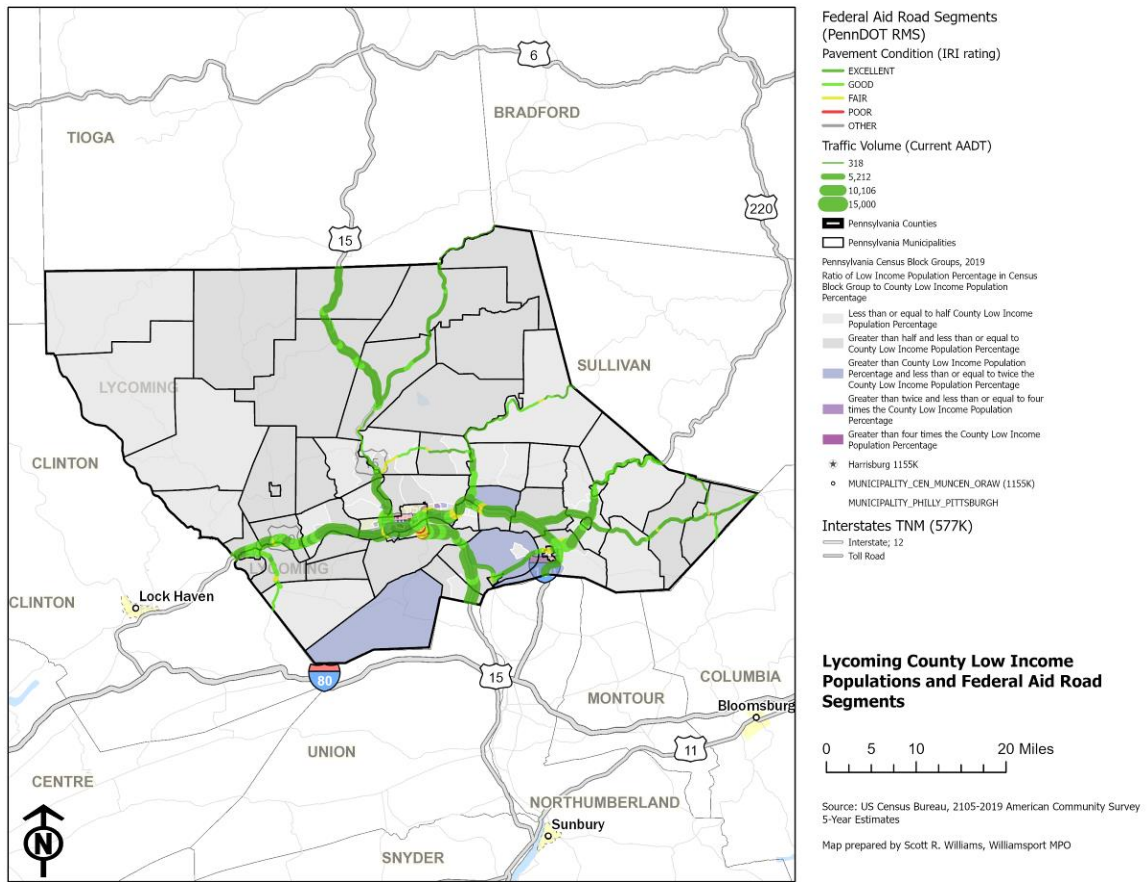 6
BRADFORD
TIOGA
220
15
SULLIVAN
LYCOMING
CLINTON
LYCOMING
CLINTON
Lock Haven
80
15
COLUMBIA
MONTOUR
Bloomsburg
UNION
11
CENTRE
NORTHUMBERLAND
Sunbury
SNYDER
N
Federal Aid Road Segments
(PennDOT RMS)
Pavement Condition (IRI rating)
EXCELLENT
GOOD
FAIR
POOR
OTHER
Traffic Volume (Current AADT)
318
5,212
10,106
15,000
Pennsylvania Counties
Pennsylvania Municipalities
Pennsylvania Census Block Groups, 2019
Ratio of Low Income Population Percentage in Census
Block Group to County Low Income Population
Percentage
Less than or equal to half County Low Income
Population Percentage
Greater than half and less than or equal to
County Low Income Population Percentage
Greater than County Low Income Population
Percentage and less than or equal to twice the
County Low Income Population Percentage
Greater than twice and less than or equal to four
times the County Low Income Population
Percentage
Greater than four times the County Low Income
Population Percentage
Harrisburg 1155K
MUNICIPALITY_CEN_MUNCEN_ORAW (1155K)
MUNICIPALITY_PHILLY_PITTSBURGH
Interstates TNM (577K)
Interstate; 12
Toll Road
Lycoming County Low Income
Populations and Federal Aid Road
Segments
0 5 10 20 Miles
Source: US Census Bureau, 2105-2019 American Community Survey
5-Year Estimates
Map prepared by Scott R. Williams, Williamsport MPO